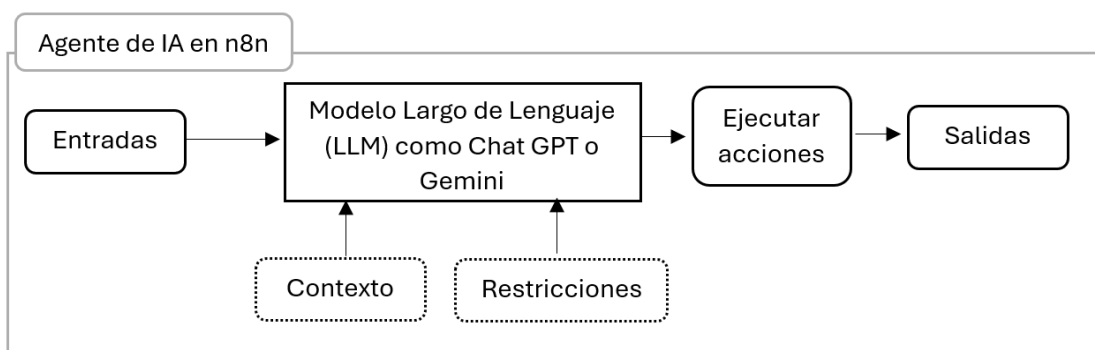 Agente de IA en n8n
Entradas
Modelo Largo de Lenguaje
(LLM) como Chat GPT o
Gemini
Ejecutar
acciones
Salidas
Contexto
Restricciones